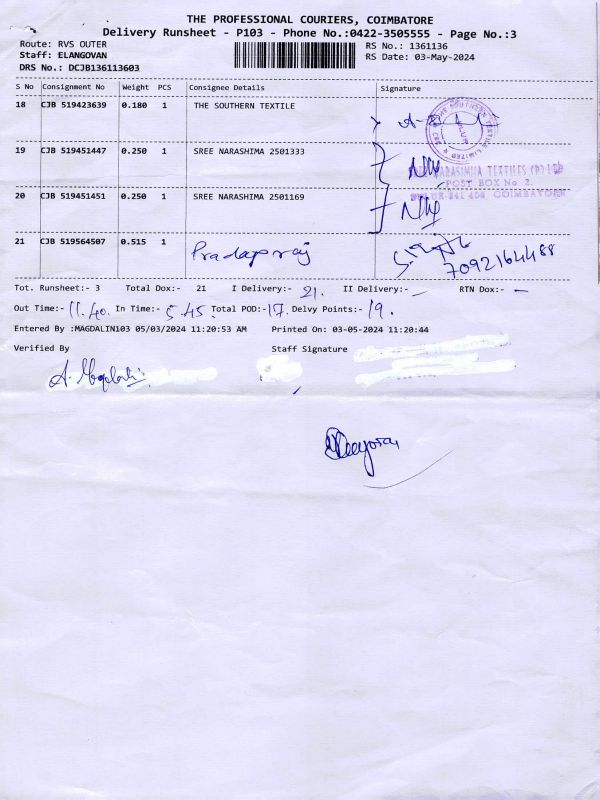 THE PROFESSIONAL COURIERS, COIMBATORE
Delivery Runsheet - P103 - Phone No.:0422-3505555 - Page No.:3
Route: RVS OUTER
RS No.: 1361136
Staff: ELANGOVAN
RS Date: 03-May-2024
DRS No.: DCJB136113603
S No Consignment No Weight PCS Consignee Details Signature
18 CJB 519423639 0.180 1 THE SOUTHERN TEXTILE
19 CJB 519451447 0.250 1 SREE NARASHIMA 2501333
NARASIMHA TEXTILES (P) LTD
POST BOX No 2.
20 CJB 519451451 0.250 1 SREE NARASHIMA 2501169
COIMBATORE
21 CJB 519564507 0.515 1 Pradap raj
7092164488
Tot. Runsheet:- 3 Total Dox:- 21 I Delivery:- 21. II Delivery:- — RTN Dox:- —
Out Time:- 11.40. In Time:- 5.45 Total POD:- 17. Delvy Points:- 19.
Entered By :MAGDALIN103 05/03/2024 11:20:53 AM Printed On: 03-05-2024 11:20:44
Verified By Staff Signature